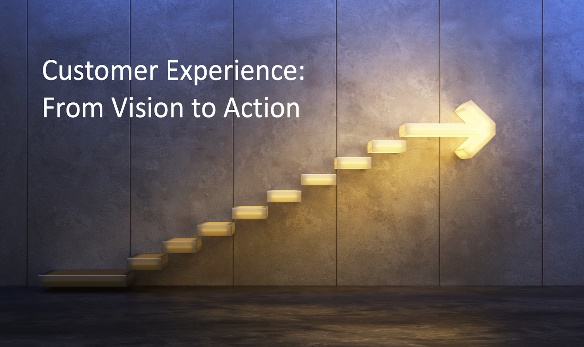 Customer Experience:
From Vision to Action